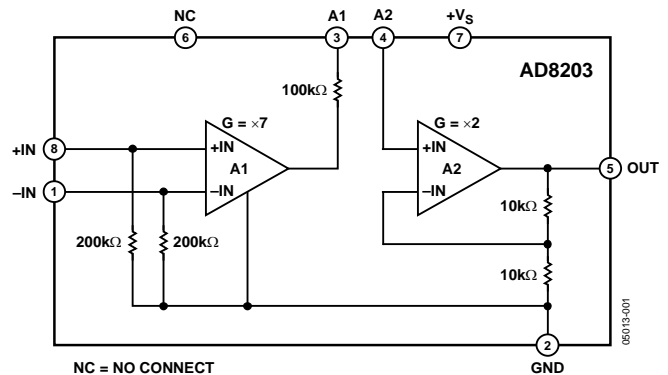 NC
A1
A2
+VS
6
3
4
7
AD8203
100kΩ
G = ×7
G = ×2
+IN
8
+IN
A1
–IN
+IN
A2
–IN
5
OUT
–IN
1
10kΩ
200kΩ
200kΩ
10kΩ
2
GND
NC = NO CONNECT
05013-001